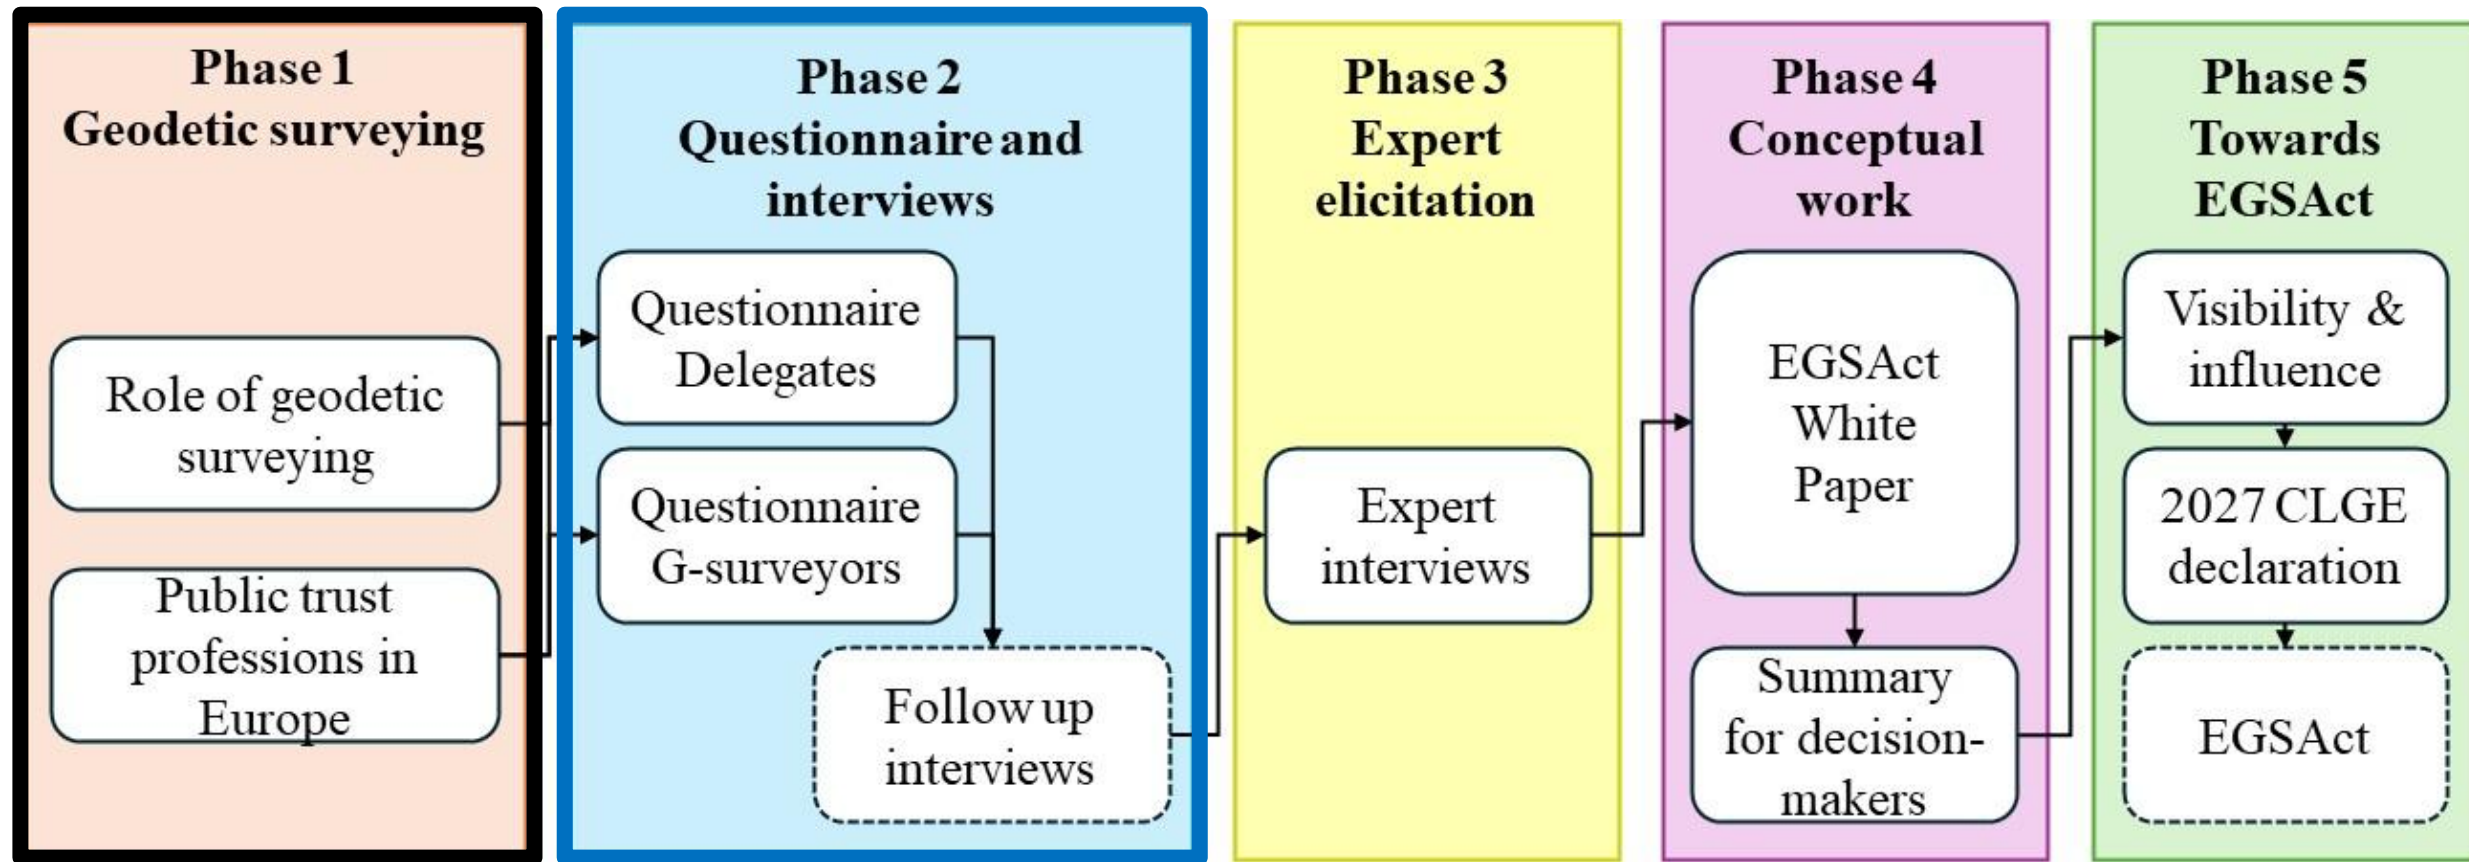 Phase 1
Geodetic surveying
Role of geodetic
surveying
Public trust
professions in
Europe
Phase 2
Questionnaire and
interviews
Questionnaire
Delegates
Questionnaire
G-surveyors
Follow up
interviews
Phase 3
Expert
elicitation
Expert
interviews
Phase 4
Conceptual
work
EGSAct
White
Paper
Summary
for decision-
makers
Phase 5
Towards
EGSAct
Visibility &
influence
2027 CLGE
declaration
EGSAct